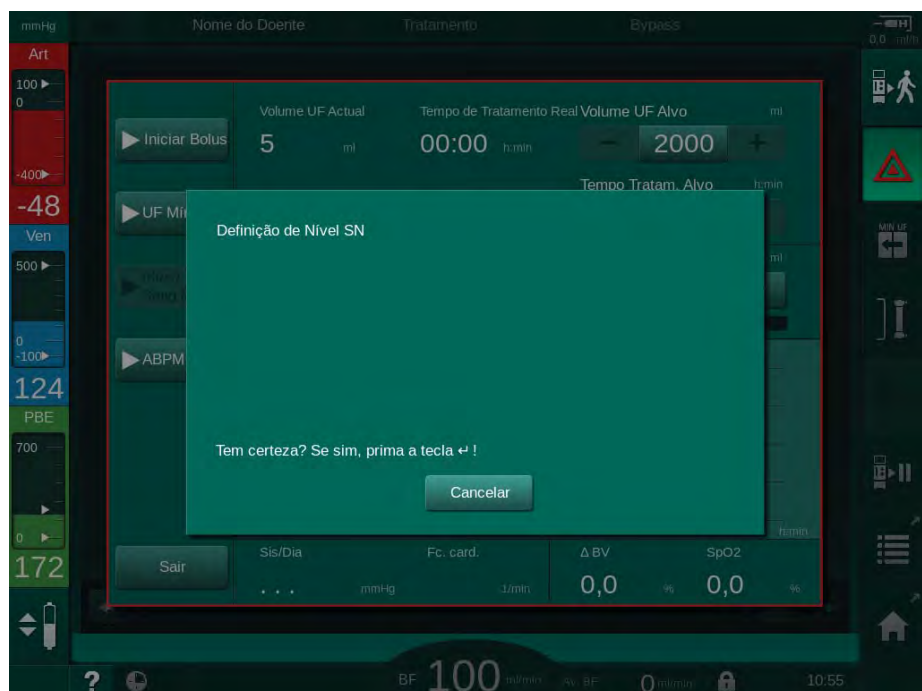 mmHg
Nome do Doente
Tratamento
Bypass
0,0 ml/h
Art
100
0
-400
-48
Ven
500
0
-100
124
PBE
700
0
172
Iniciar Bolus
Volume UF Actual
5 ml
Tempo de Tratamento Real
00:00 h:min
Volume UF Alvo ml
2000
Tempo Tratam. Alvo h:min
ml
ABPM
Definição de Nível SN
Tem certeza? Se sim, prima a tecla ↵ !
Cancelar
h:min
Sair
Sis/Dia
. . . mmHg
Fc. card.
1/min
Δ BV
0,0 %
SpO2
0,0 %
MIN UF
?
BF 100 ml/min
0 ml/min
10:55